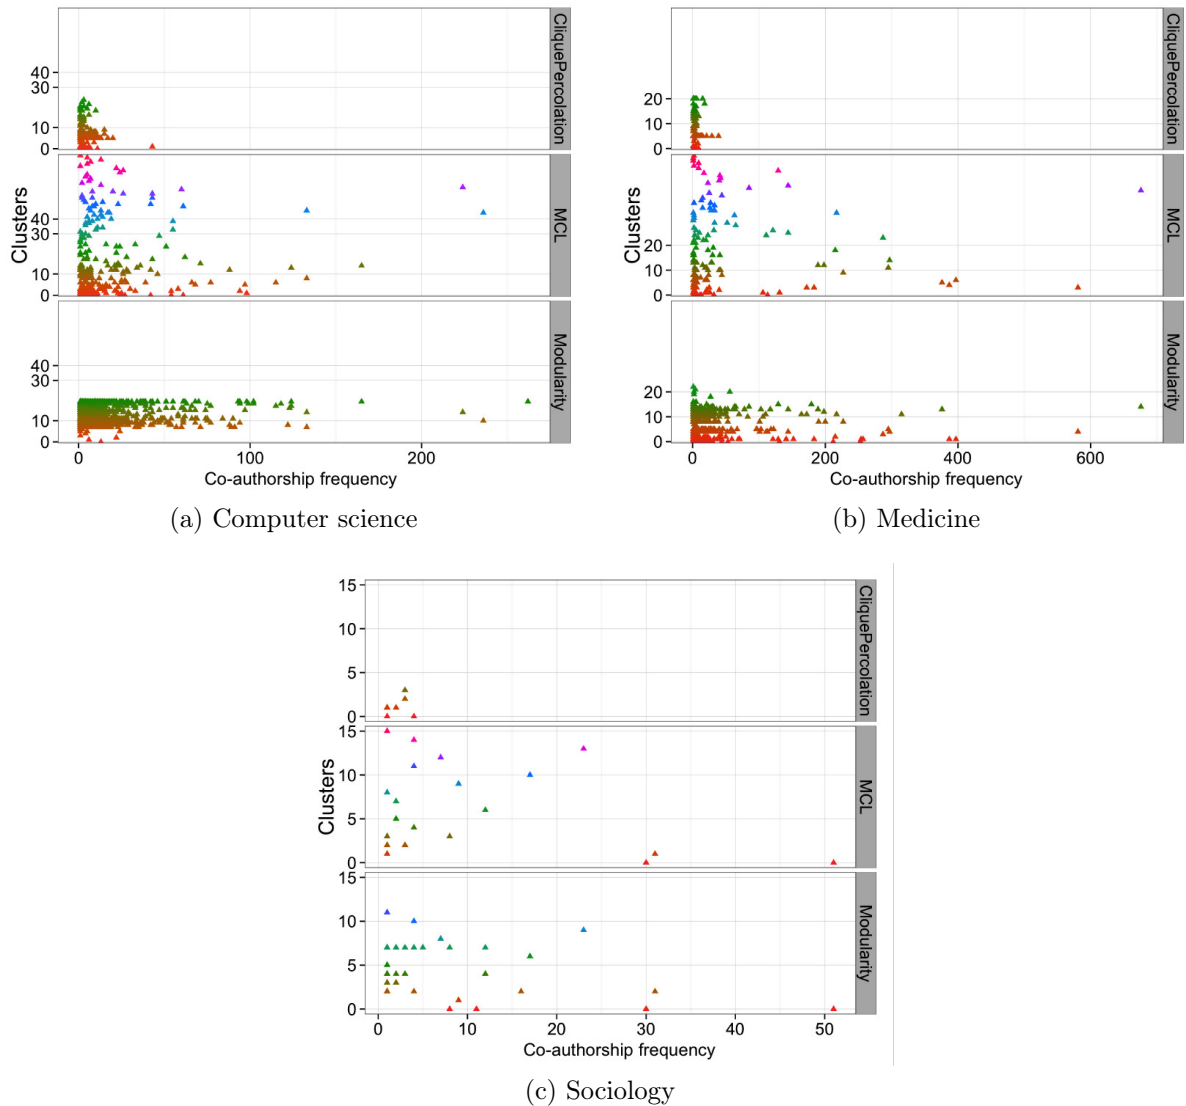 CliquePercolation
40
30
10
0
MCL
40
30
10
0
Modularity
40
30
10
0
Clusters
0 100 200
Co-authorship frequency
(a) Computer science
CliquePercolation
20
10
0
MCL
20
10
0
Modularity
20
10
0
Clusters
0 200 400 600
Co-authorship frequency
(b) Medicine
CliquePercolation
15
10
5
0
MCL
15
10
5
0
Modularity
15
10
5
0
Clusters
0 10 20 30 40 50
Co-authorship frequency
(c) Sociology